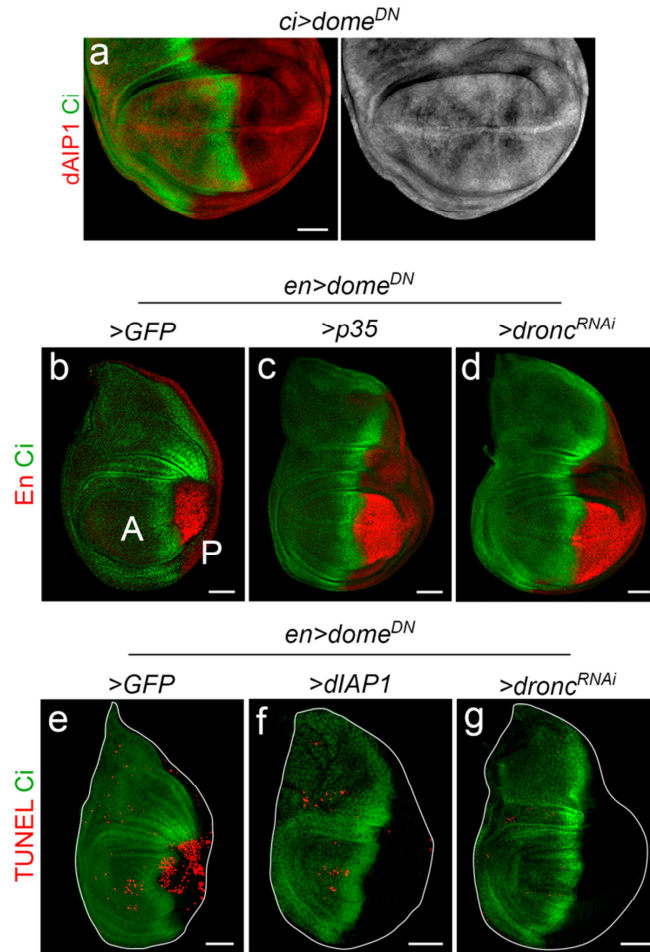 ci>dome^DN
a
dAIP1 Ci
en>dome^DN
>GFP >p35 >dronc^RNAi
b c d
En Ci
A
P
en>dome^DN
>GFP >dIAP1 >dronc^RNAi
e f g
TUNEL Ci